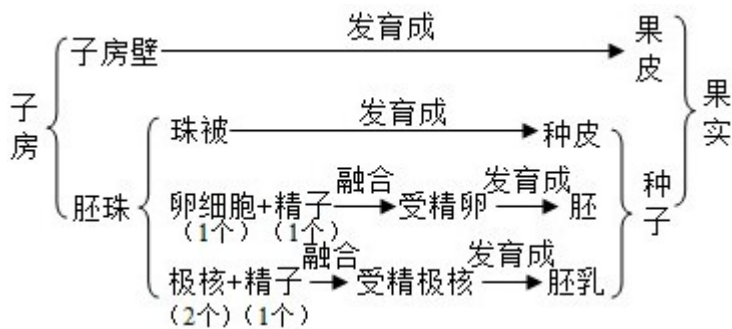 子房
子房壁 发育成 果皮
果实
胚珠
珠被 发育成 种皮
种子
卵细胞+精子 融合 受精卵 发育成 胚
(1个) (1个)
极核+精子 融合 受精极核 发育成 胚乳
(2个) (1个)